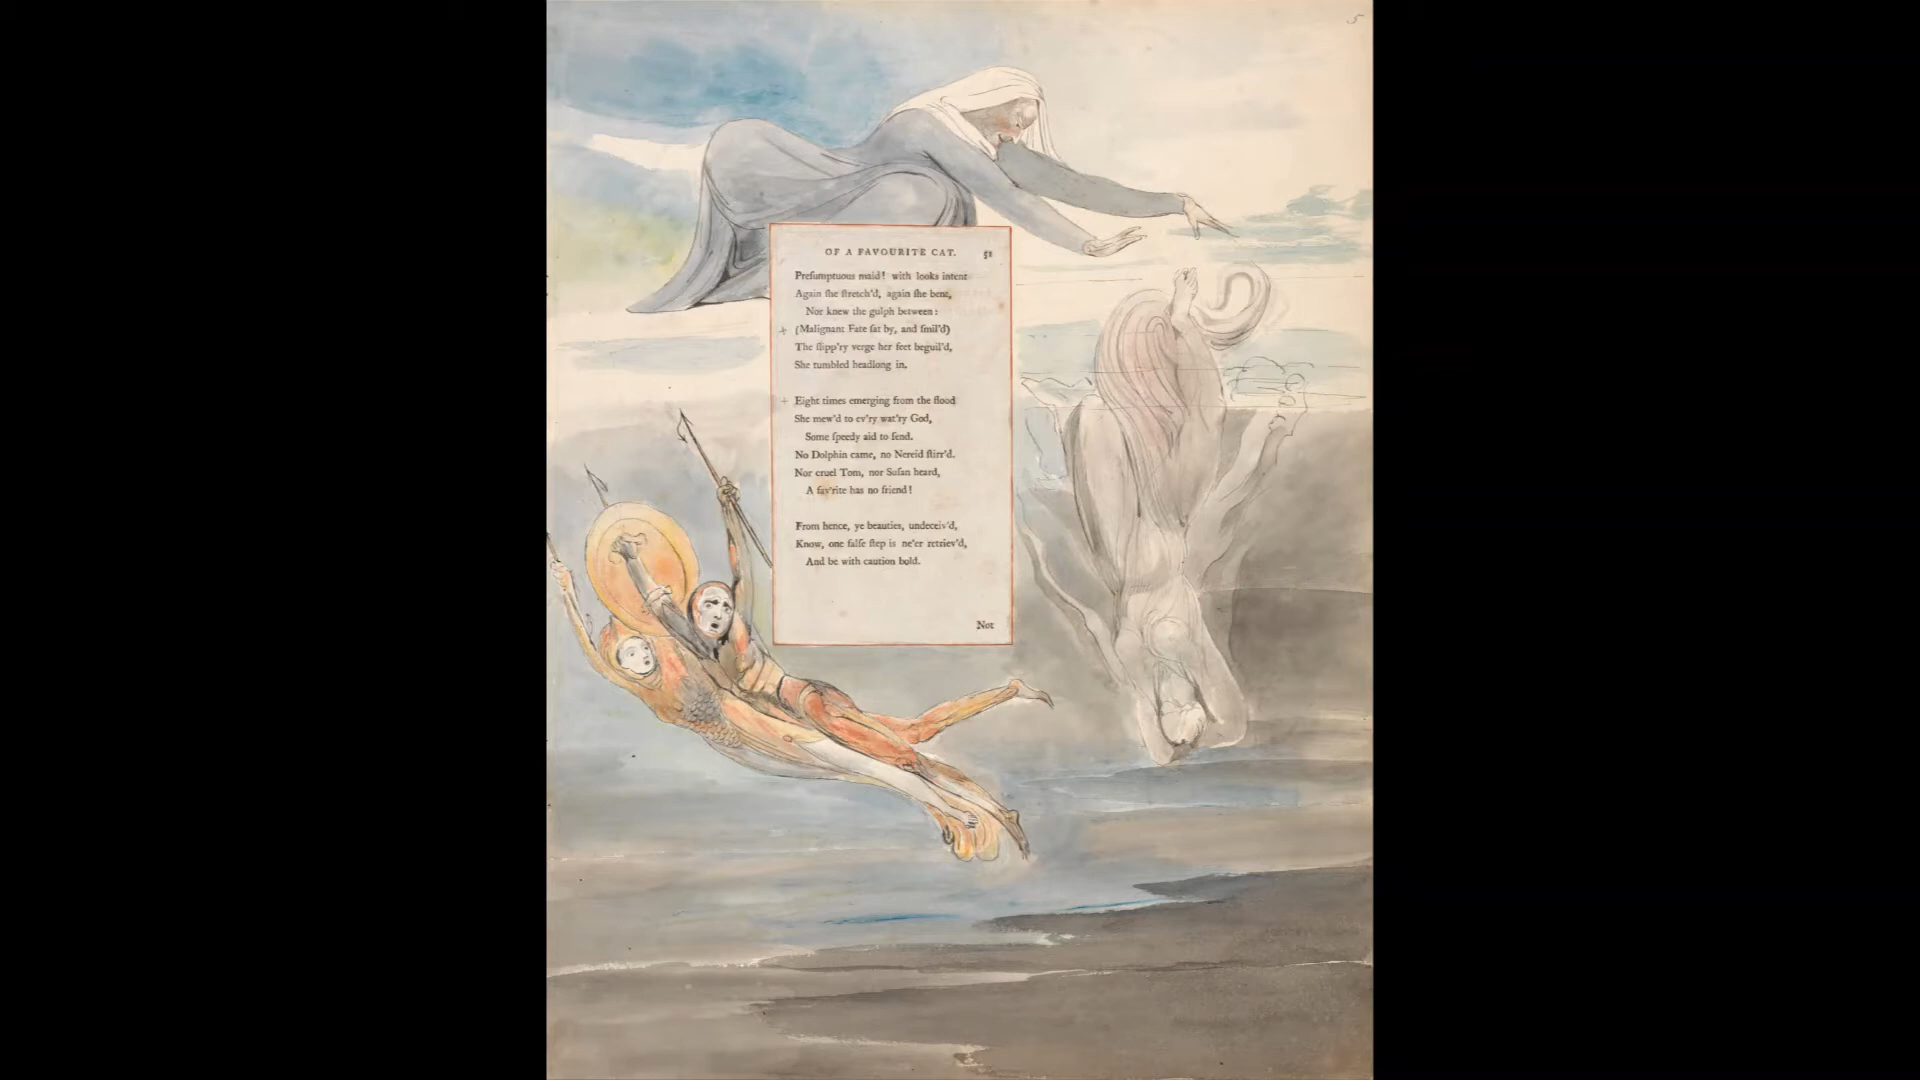 5
OF A FAVOURITE CAT. 51
Preſumptuous maid! with looks intent
Again ſhe ſtretch'd, again ſhe bent,
Nor knew the gulph between:
+ (Malignant Fate ſat by, and ſmil'd)
The ſlipp'ry verge her feet beguil'd,
She tumbled headlong in.
+ Eight times emerging from the flood
She mew'd to ev'ry wat'ry God,
Some ſpeedy aid to ſend.
No Dolphin came, no Nereid ſtirr'd.
Nor cruel Tom, nor Suſan heard,
A fav'rite has no friend!
From hence, ye beauties, undeceiv'd,
Know, one falſe ſtep is ne'er retriev'd,
And be with caution bold.
Not